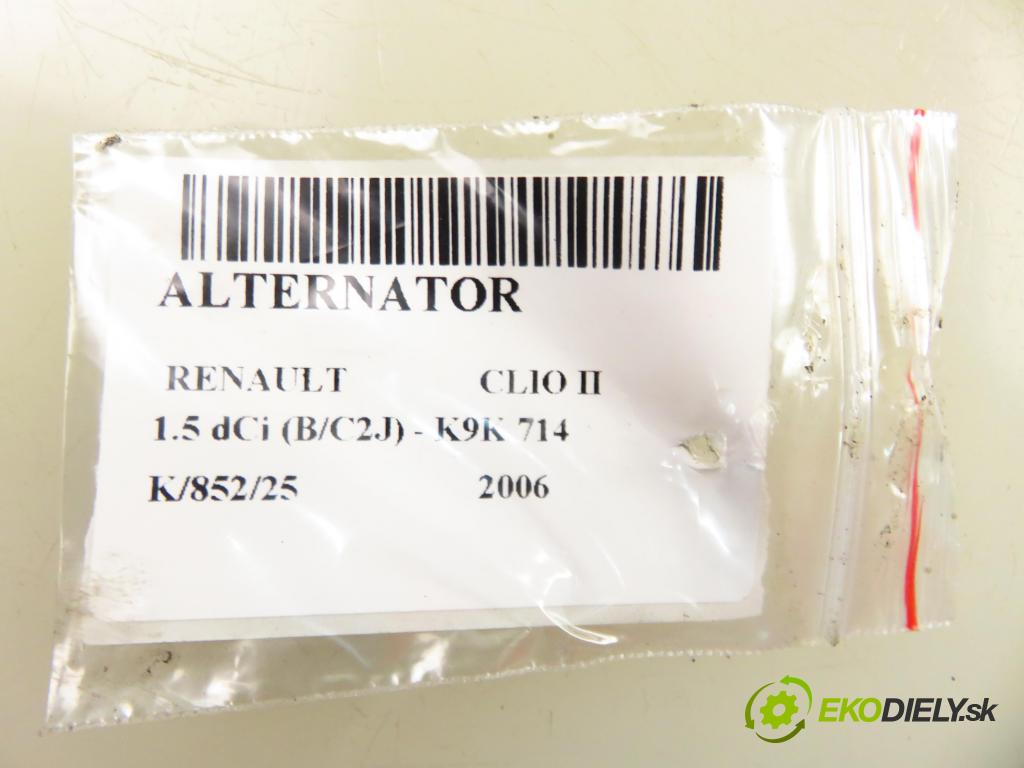 ALTERNATOR
RENAULT CLIO II
1.5 dCi (B/C2J) - K9K 714
K/852/25 2006
EKODIELY.sk